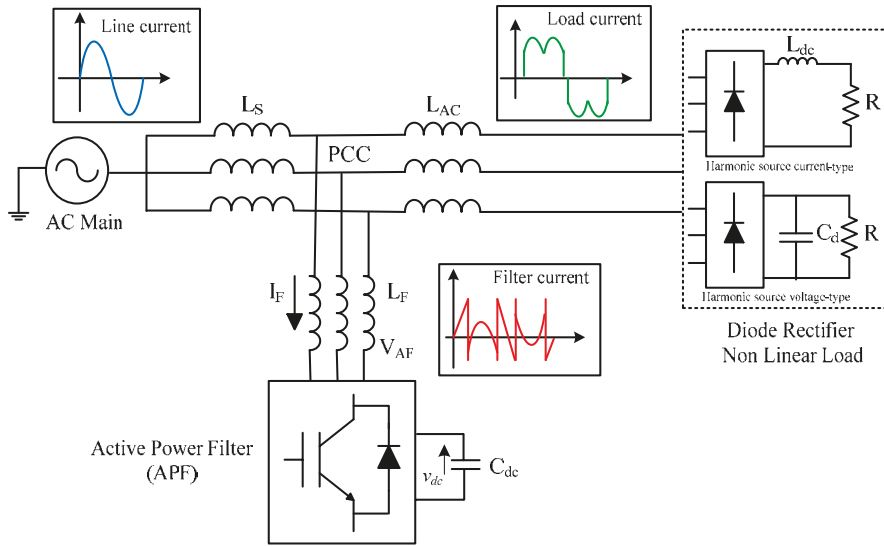 Line current
Load current
L_dc
R
Harmonic source current-type
L_S
L_AC
PCC
AC Main
C_d
R
Harmonic source voltage-type
I_F
L_F
V_AF
Filter current
Diode Rectifier
Non Linear Load
Active Power Filter
(APF)
v_dc
C_dc